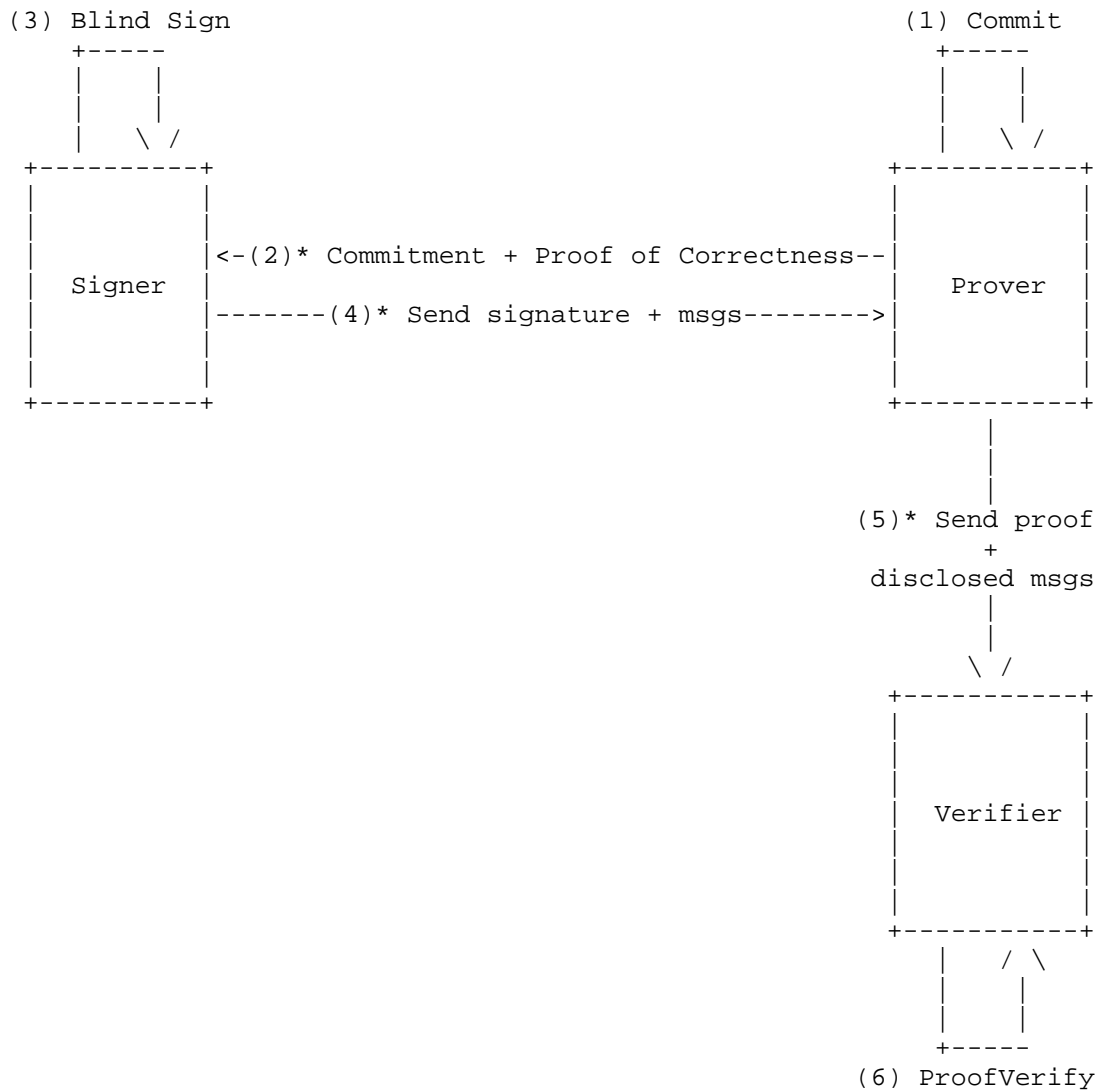 (3) Blind Sign (1) Commit
<-(2)* Commitment + Proof of Correctness--
Signer Prover
-------(4)* Send signature + msgs-------->
(5)* Send proof
+
disclosed msgs
Verifier
(6) ProofVerify